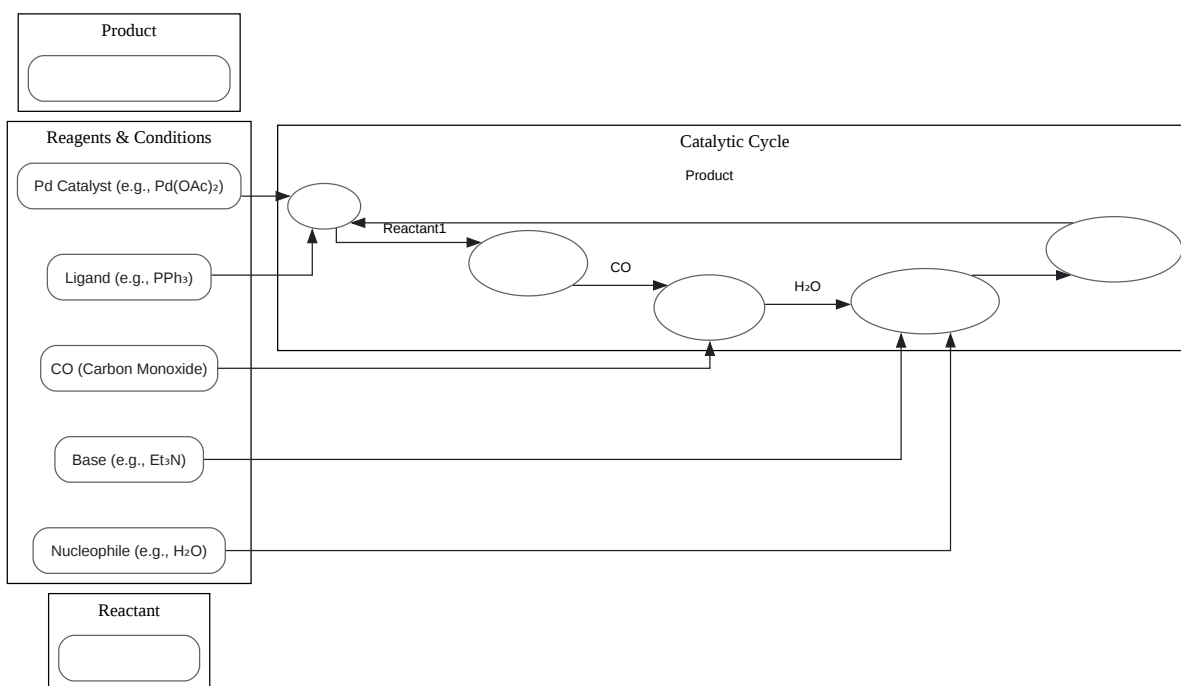 Product
Reagents & Conditions
Pd Catalyst (e.g., Pd(OAc)₂)
Ligand (e.g., PPh₃)
CO (Carbon Monoxide)
Base (e.g., Et₃N)
Nucleophile (e.g., H₂O)
Reactant
Catalytic Cycle
Product
Reactant1
CO
H₂O